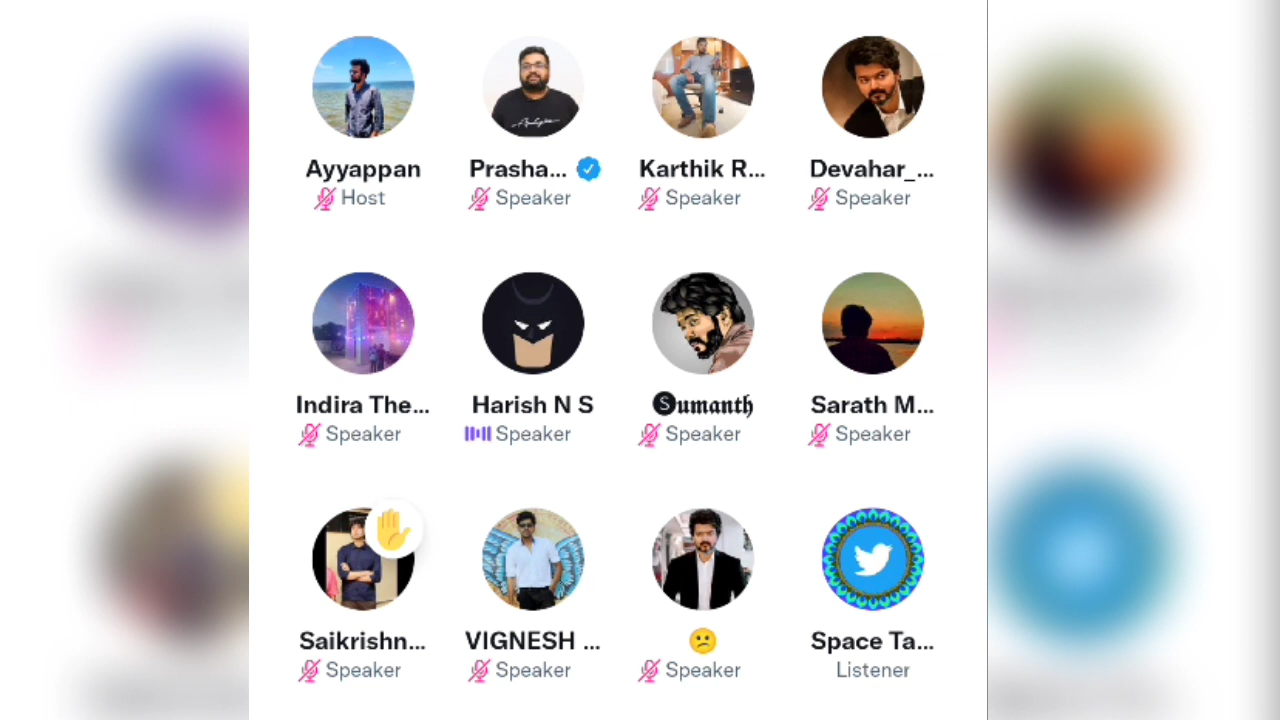 Ayyappan Prasha... Karthik R... Devahar_...
Host Speaker Speaker Speaker
Indira The... Harish N S 🅢𝖚𝖒𝖆𝖓𝖙𝖍 Sarath M...
Speaker Speaker Speaker Speaker
Saikrishn... VIGNESH ... 😕 Space Ta...
Speaker Speaker Speaker Listener